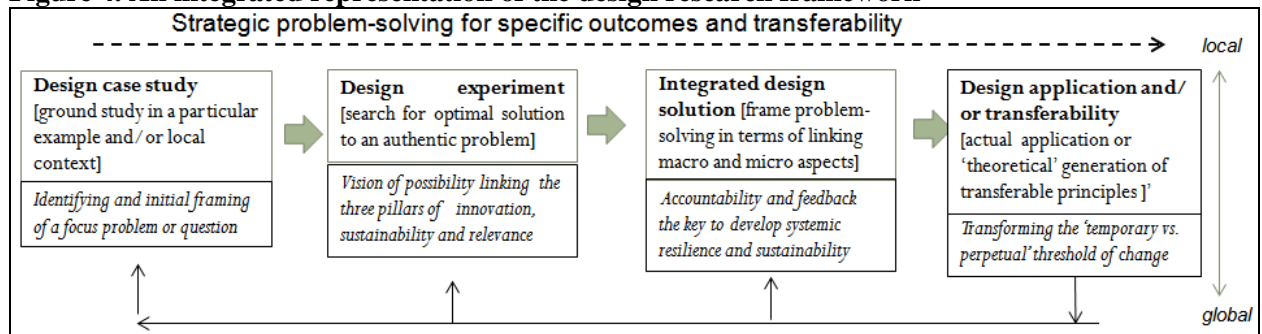 Strategic problem-solving for specific outcomes and transferability
local
Design case study
[ground study in a particular
example and/ or local
context]
Identifying and initial framing
of a focus problem or question
Design experiment
[search for optimal solution
to an authentic problem]
Vision of possibility linking the
three pillars of innovation,
sustainability and relevance
Integrated design
solution [frame problem-
solving in terms of linking
macro and micro aspects]
Accountability and feedback
the key to develop systemic
resilience and sustainability
Design application and/
or transferability
[actual application or
‘theoretical’ generation of
transferable principles ]’
Transforming the ‘temporary vs.
perpetual’ threshold of change
global